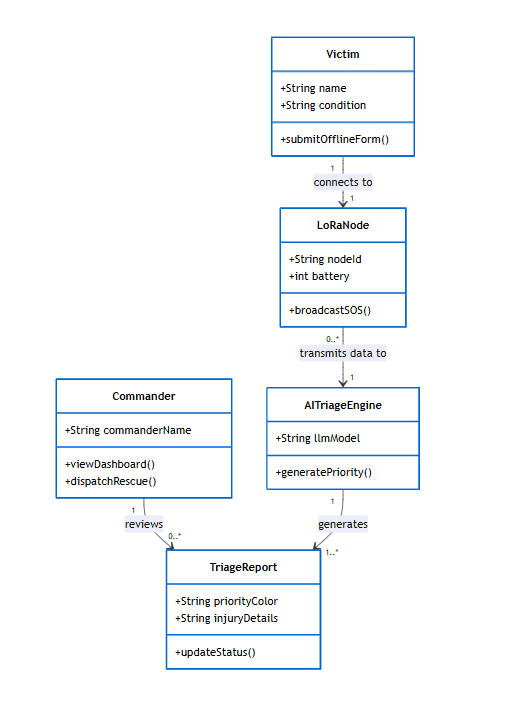 Victim
+String name
+String condition
+submitOfflineForm()
1
connects to
1
LoRaNode
+String nodeId
+int battery
+broadcastSOS()
0..*
transmits data to
1
Commander
+String commanderName
+viewDashboard()
+dispatchRescue()
AITriageEngine
+String llmModel
+generatePriority()
1
reviews
0..*
1
generates
1..*
TriageReport
+String priorityColor
+String injuryDetails
+updateStatus()